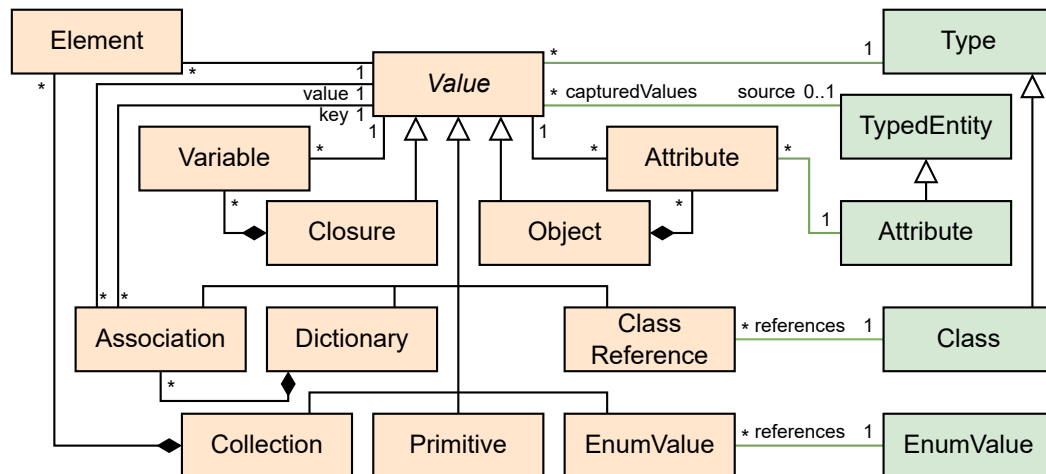 Element
*
*
Value
1
value 1
key 1
1
1
*
1
Type
* capturedValues source 0..1
TypedEntity
Variable
*
*
Attribute
*
*
1
Attribute
*
Closure
Object
*
*
Association
Dictionary
*
Class
Reference
* references 1
Class
Collection
Primitive
EnumValue
* references 1
EnumValue